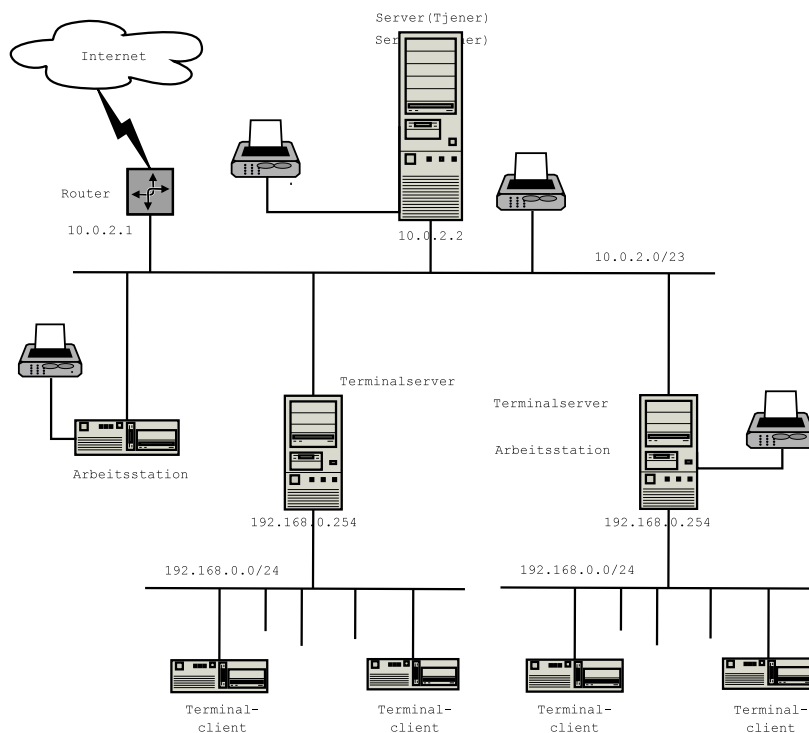 Server(Tjener)
Internet
Router
10.0.2.1
10.0.2.2
10.0.2.0/23
Terminalserver
Terminalserver
Arbeitsstation
Arbeitsstation
192.168.0.254
192.168.0.254
192.168.0.0/24
192.168.0.0/24
Terminal-
client
Terminal-
client
Terminal-
client
Terminal-
client